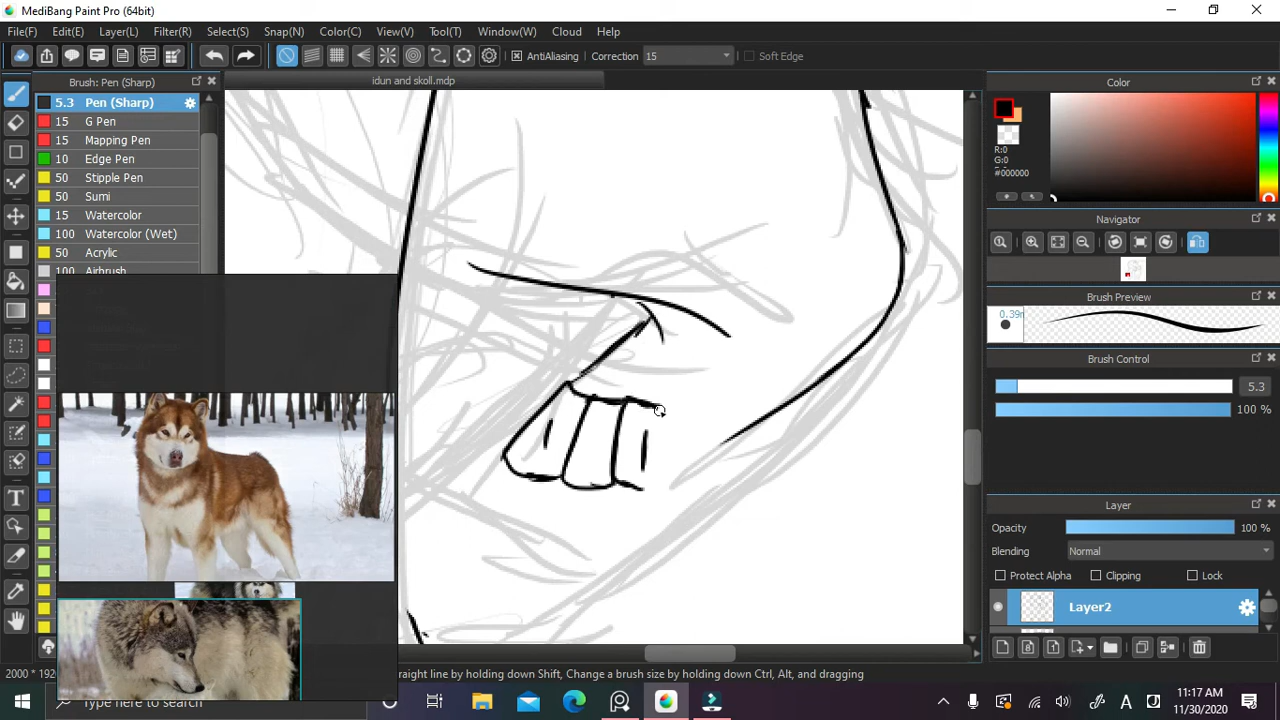 MediBang Paint Pro (64bit)
File(F) Edit(E) Layer(L) Filter(R) Select(S) Snap(N) Color(C) View(V) Tool(T) Window(W) Cloud Help
AntiAliasing Correction 15 Soft Edge
Brush: Pen (Sharp)
idun and skoll.mdp
Color
5.3 Pen (Sharp)
15 G Pen
15 Mapping Pen
10 Edge Pen
50 Stipple Pen
50 Sumi
15 Watercolor
100 Watercolor (Wet)
50 Acrylic
100 Airbrush
R:0
G:0
B:0
#000000
Navigator
Brush Preview
Brush Control
5.3
100 %
Layer
Opacity 100 %
Blending Normal
Protect Alpha Clipping Lock
Layer2
2000 * 192
raight line by holding down Shift, Change a brush size by holding down Ctrl, Alt, and dragging
Type here to search
A
11:17 AM
11/30/2020